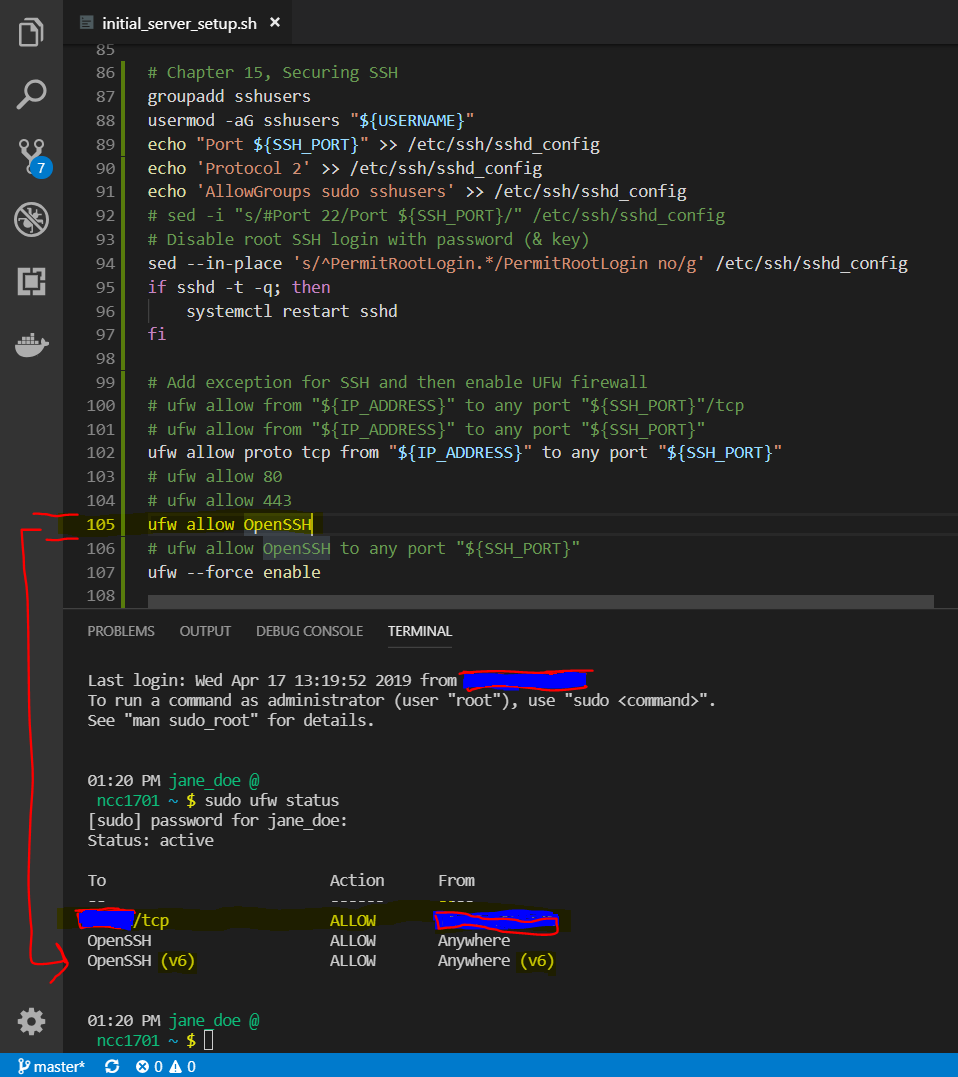 initial_server_setup.sh ×
7
85
86 # Chapter 15, Securing SSH
87 groupadd sshusers
88 usermod -aG sshusers "${USERNAME}"
89 echo "Port ${SSH_PORT}" >> /etc/ssh/sshd_config
90 echo 'Protocol 2' >> /etc/ssh/sshd_config
91 echo 'AllowGroups sudo sshusers' >> /etc/ssh/sshd_config
92 # sed -i "s/#Port 22/Port ${SSH_PORT}/" /etc/ssh/sshd_config
93 # Disable root SSH login with password (& key)
94 sed --in-place 's/^PermitRootLogin.*/PermitRootLogin no/g' /etc/ssh/sshd_config
95 if sshd -t -q; then
96     systemctl restart sshd
97 fi
98
99 # Add exception for SSH and then enable UFW firewall
100 # ufw allow from "${IP_ADDRESS}" to any port "${SSH_PORT}"/tcp
101 # ufw allow from "${IP_ADDRESS}" to any port "${SSH_PORT}"
102 ufw allow proto tcp from "${IP_ADDRESS}" to any port "${SSH_PORT}"
103 # ufw allow 80
104 # ufw allow 443
105 ufw allow OpenSSH
106 # ufw allow OpenSSH to any port "${SSH_PORT}"
107 ufw --force enable
108
PROBLEMS OUTPUT DEBUG CONSOLE TERMINAL
Last login: Wed Apr 17 13:19:52 2019 from
To run a command as administrator (user "root"), use "sudo <command>".
See "man sudo_root" for details.
01:20 PM jane_doe @
ncc1701 ~ $ sudo ufw status
[sudo] password for jane_doe:
Status: active
To Action From
-- ------ ----
/tcp ALLOW
OpenSSH ALLOW Anywhere
OpenSSH (v6) ALLOW Anywhere (v6)
01:20 PM jane_doe @
ncc1701 ~ $
master* 0 0